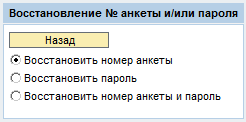 Восстановление № анкеты и/или пароля
Назад
Восстановить номер анкеты
Восстановить пароль
Восстановить номер анкеты и пароль